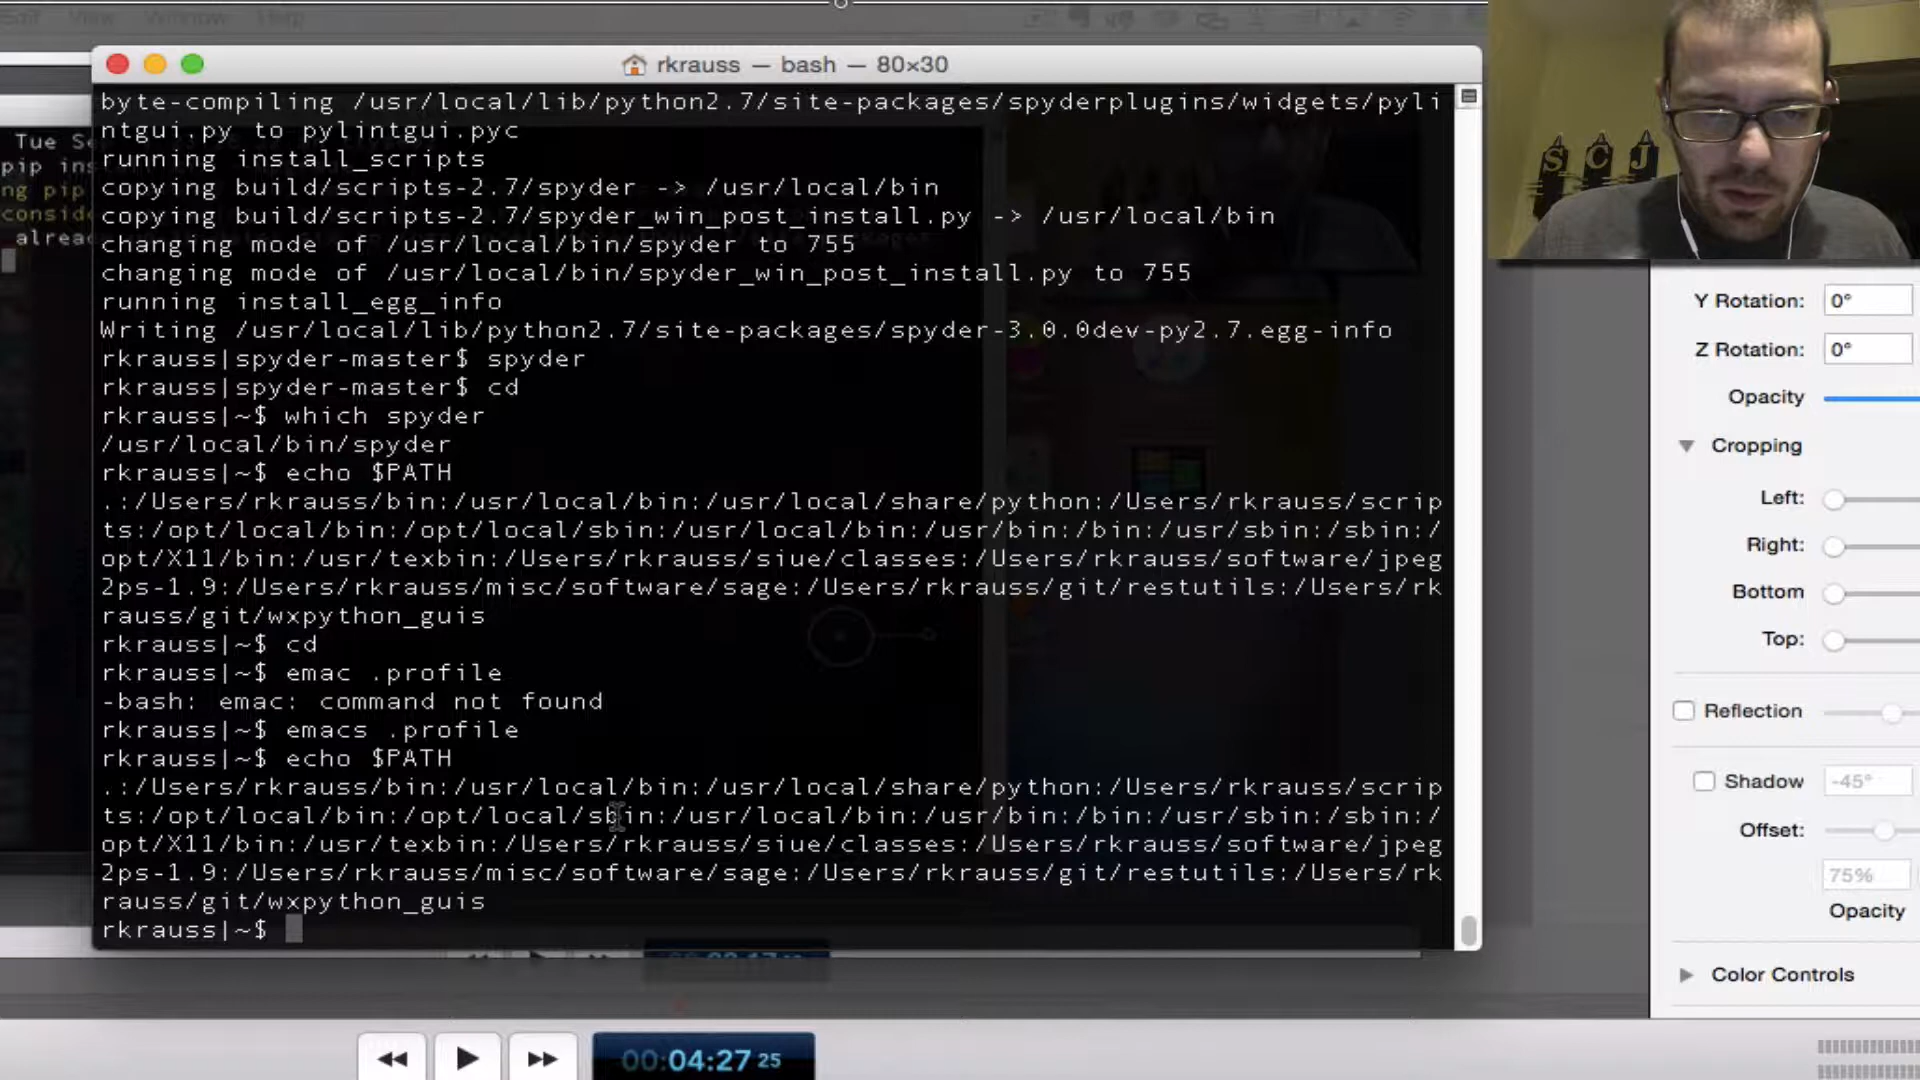 Edit View Window Help
rkrauss — bash — 80×30
byte-compiling /usr/local/lib/python2.7/site-packages/spyderplugins/widgets/pyli
ntgui.py to pylintgui.pyc
running install_scripts
copying build/scripts-2.7/spyder -> /usr/local/bin
copying build/scripts-2.7/spyder_win_post_install.py -> /usr/local/bin
changing mode of /usr/local/bin/spyder to 755
changing mode of /usr/local/bin/spyder_win_post_install.py to 755
running install_egg_info
Writing /usr/local/lib/python2.7/site-packages/spyder-3.0.0dev-py2.7.egg-info
rkrauss|spyder-master$ spyder
rkrauss|spyder-master$ cd
rkrauss|~$ which spyder
/usr/local/bin/spyder
rkrauss|~$ echo $PATH
.:/Users/rkrauss/bin:/usr/local/bin:/usr/local/share/python:/Users/rkrauss/scrip
ts:/opt/local/bin:/opt/local/sbin:/usr/local/bin:/usr/bin:/bin:/usr/sbin:/sbin:/
opt/X11/bin:/usr/texbin:/Users/rkrauss/siue/classes:/Users/rkrauss/software/jpeg
2ps-1.9:/Users/rkrauss/misc/software/sage:/Users/rkrauss/git/restutils:/Users/rk
rauss/git/wxpython_guis
rkrauss|~$ cd
rkrauss|~$ emac .profile
-bash: emac: command not found
rkrauss|~$ emacs .profile
rkrauss|~$ echo $PATH
.:/Users/rkrauss/bin:/usr/local/bin:/usr/local/share/python:/Users/rkrauss/scrip
ts:/opt/local/bin:/opt/local/sbin:/usr/local/bin:/usr/bin:/bin:/usr/sbin:/sbin:/
opt/X11/bin:/usr/texbin:/Users/rkrauss/siue/classes:/Users/rkrauss/software/jpeg
2ps-1.9:/Users/rkrauss/misc/software/sage:/Users/rkrauss/git/restutils:/Users/rk
rauss/git/wxpython_guis
rkrauss|~$
Tue Se
pip ins
ng pip
conside
alread
S C J
Y Rotation: 0°
Z Rotation: 0°
Opacity
Cropping
Left:
Right:
Bottom
Top:
Reflection
Shadow -45°
Offset:
75%
Opacity
Color Controls
00:04:27 25